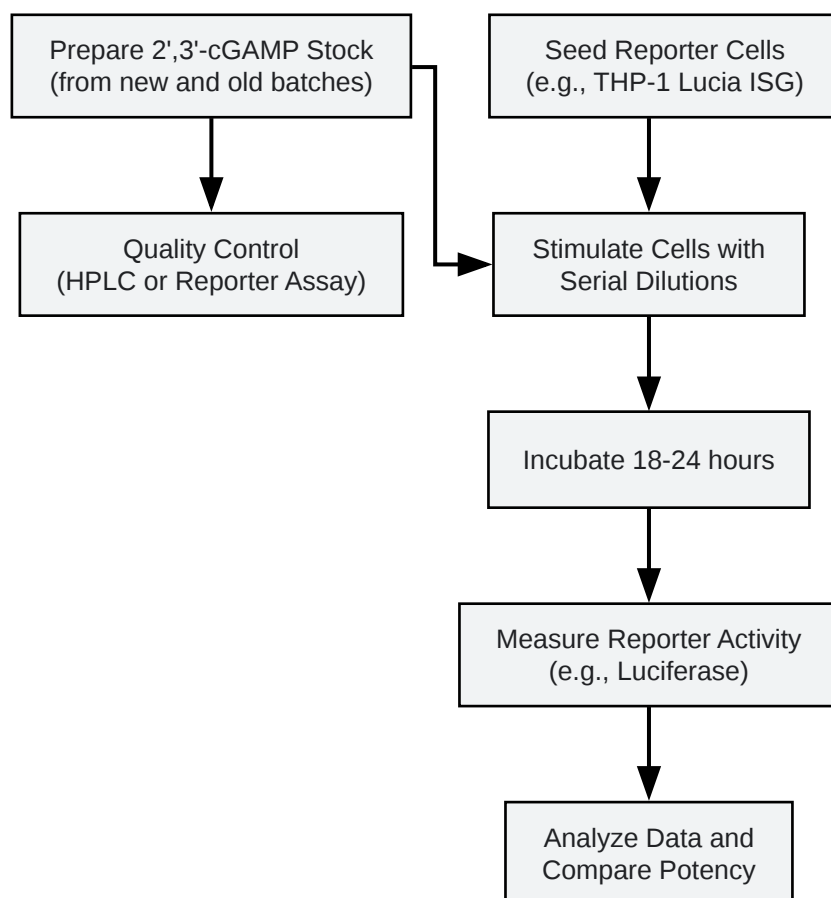 Prepare 2',3'-cGAMP Stock
(from new and old batches)
Seed Reporter Cells
(e.g., THP-1 Lucia ISG)
Quality Control
(HPLC or Reporter Assay)
Stimulate Cells with
Serial Dilutions
Incubate 18-24 hours
Measure Reporter Activity
(e.g., Luciferase)
Analyze Data and
Compare Potency